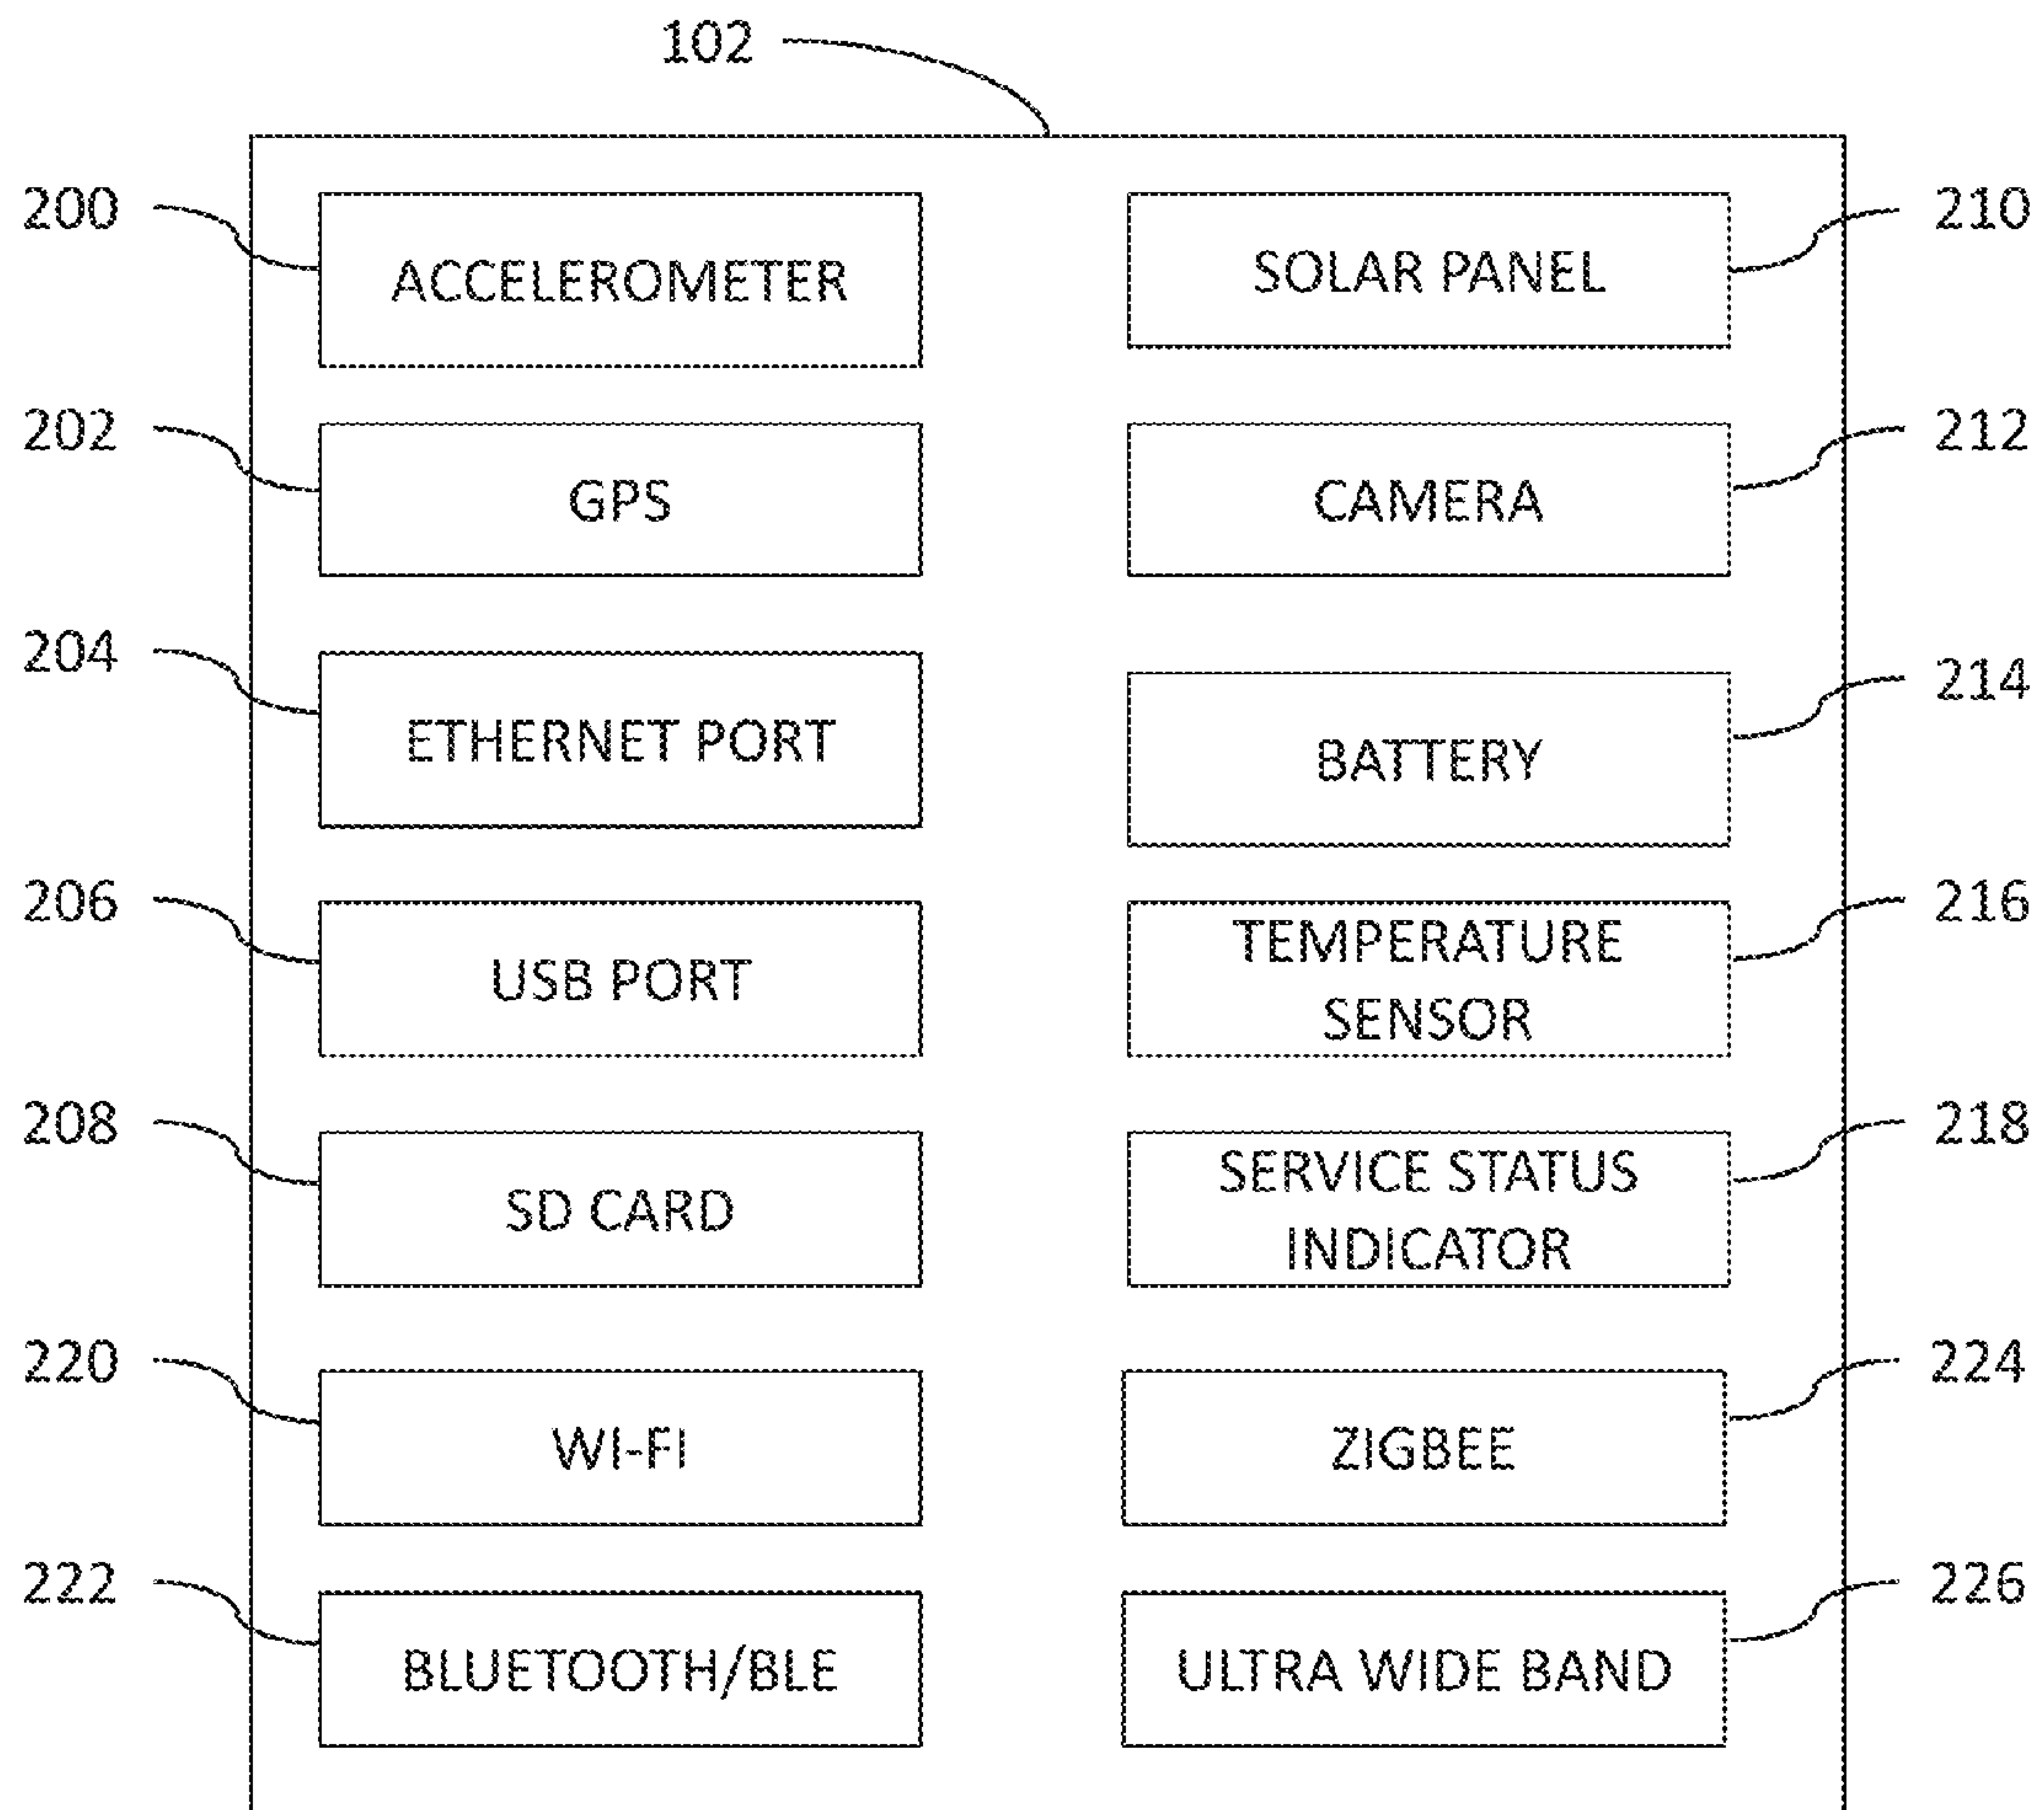 102
200
ACCELEROMETER
SOLAR PANEL
210
202
GPS
CAMERA
212
204
ETHERNET PORT
BATTERY
214
206
USB PORT
TEMPERATURE
SENSOR
216
208
SD CARD
SERVICE STATUS
INDICATOR
218
220
WI-FI
ZIGBEE
224
222
BLUETOOTH/BLE
ULTRA WIDE BAND
226